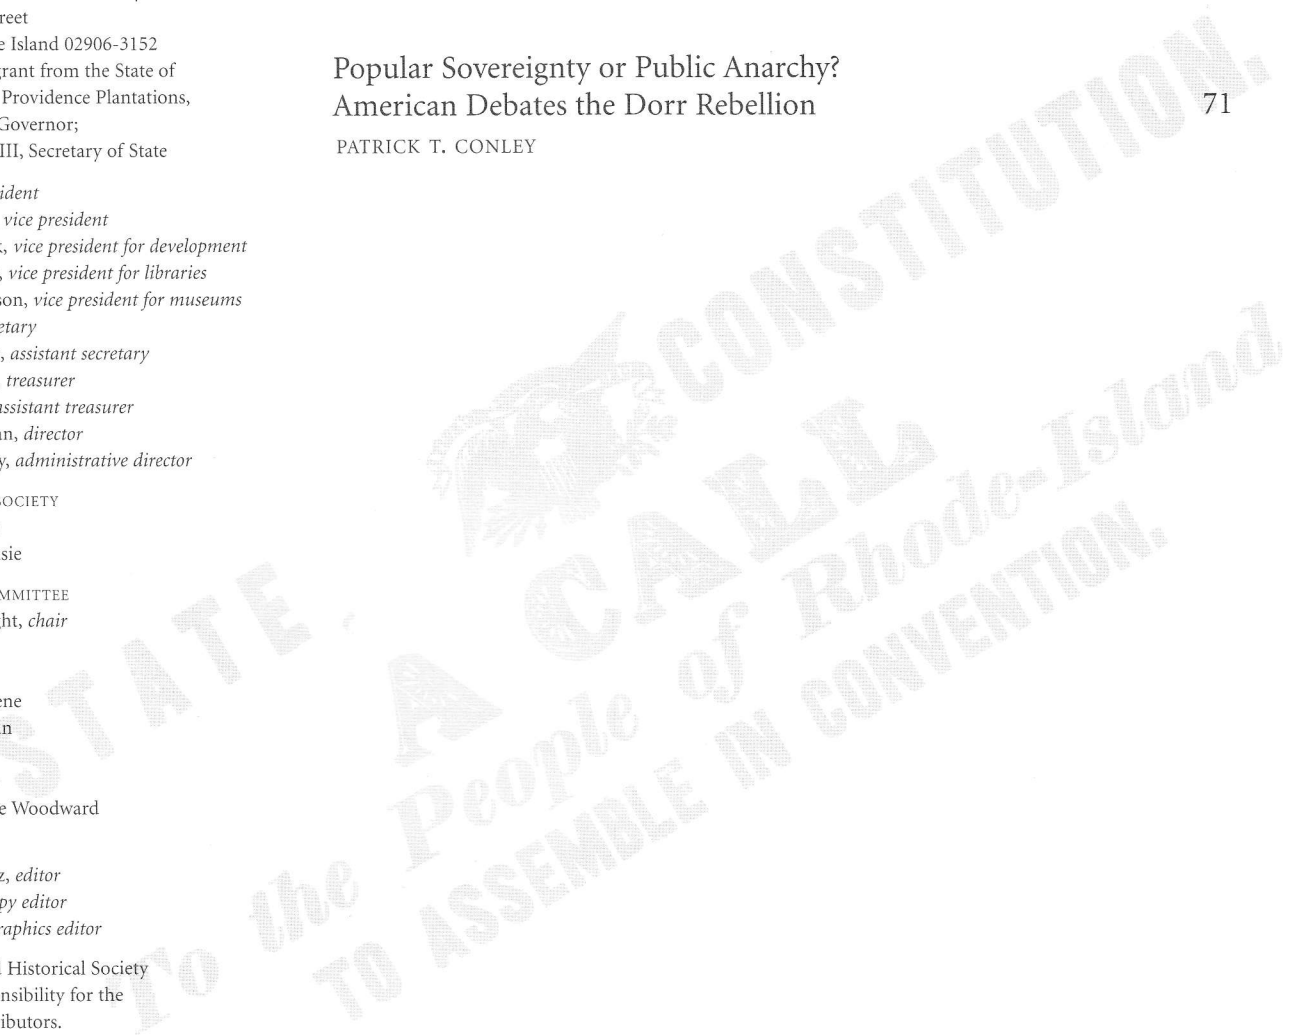 reet
e Island 02906-3152
grant from the State of
Providence Plantations,
Governor;
III, Secretary of State
ident
vice president
, vice president for development
, vice president for libraries
son, vice president for museums
etary
, assistant secretary
, treasurer
assistant treasurer
an, director
y, administrative director
SOCIETY
sie
MMITTEE
ht, chair
ene
n
e Woodward
z, editor
py editor
raphics editor
l Historical Society
nsibility for the
ibutors.
Popular Sovereignty or Public Anarchy?
American Debates the Dorr Rebellion
71
PATRICK T. CONLEY
STATE CONSTITUTION.
A CALL
To the People of Rhode-Island
TO ASSEMBLE IN CONVENTION.